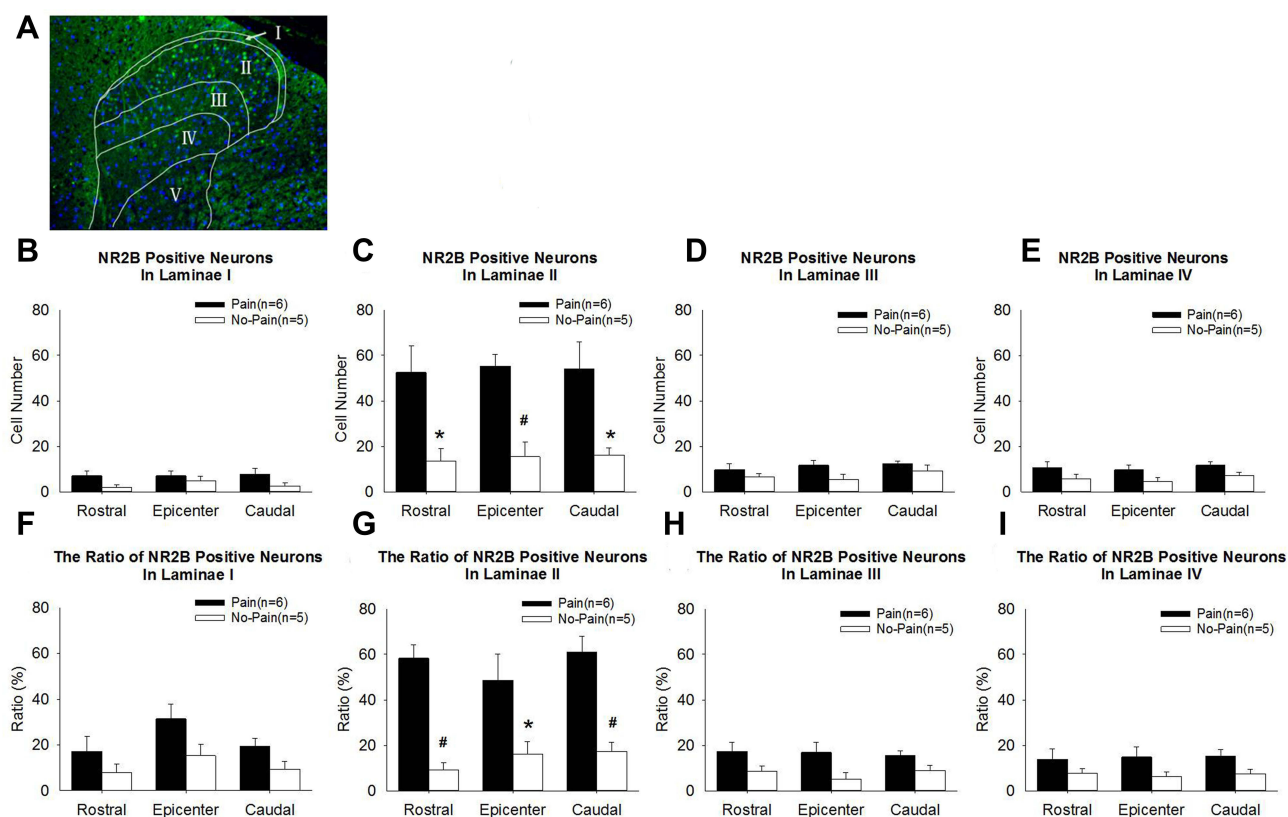 A
I
II
III
IV
V
B
NR2B Positive Neurons
In Laminae I
Pain(n=6)
No-Pain(n=5)
80
60
40
20
0
Cell Number
Rostral Epicenter Caudal
C
NR2B Positive Neurons
In Laminae II
Pain(n=6)
No-Pain(n=5)
80
60
40
20
0
Cell Number
* # *
Rostral Epicenter Caudal
D
NR2B Positive Neurons
In Laminae III
Pain(n=6)
No-Pain(n=5)
80
60
40
20
0
Cell Number
Rostral Epicenter Caudal
E
NR2B Positive Neurons
In Laminae IV
Pain(n=6)
No-Pain(n=5)
80
60
40
20
0
Cell Number
Rostral Epicenter Caudal
F
The Ratio of NR2B Positive Neurons
In Laminae I
Pain(n=6)
No-Pain(n=5)
80
60
40
20
0
Ratio (%)
Rostral Epicenter Caudal
G
The Ratio of NR2B Positive Neurons
In Laminae II
Pain(n=6)
No-Pain(n=5)
80
60
40
20
0
Ratio (%)
# * #
Rostral Epicenter Caudal
H
The Ratio of NR2B Positive Neurons
In Laminae III
Pain(n=6)
No-Pain(n=5)
80
60
40
20
0
Ratio (%)
Rostral Epicenter Caudal
I
The Ratio of NR2B Positive Neurons
In Laminae IV
Pain(n=6)
No-Pain(n=5)
80
60
40
20
0
Ratio (%)
Rostral Epicenter Caudal